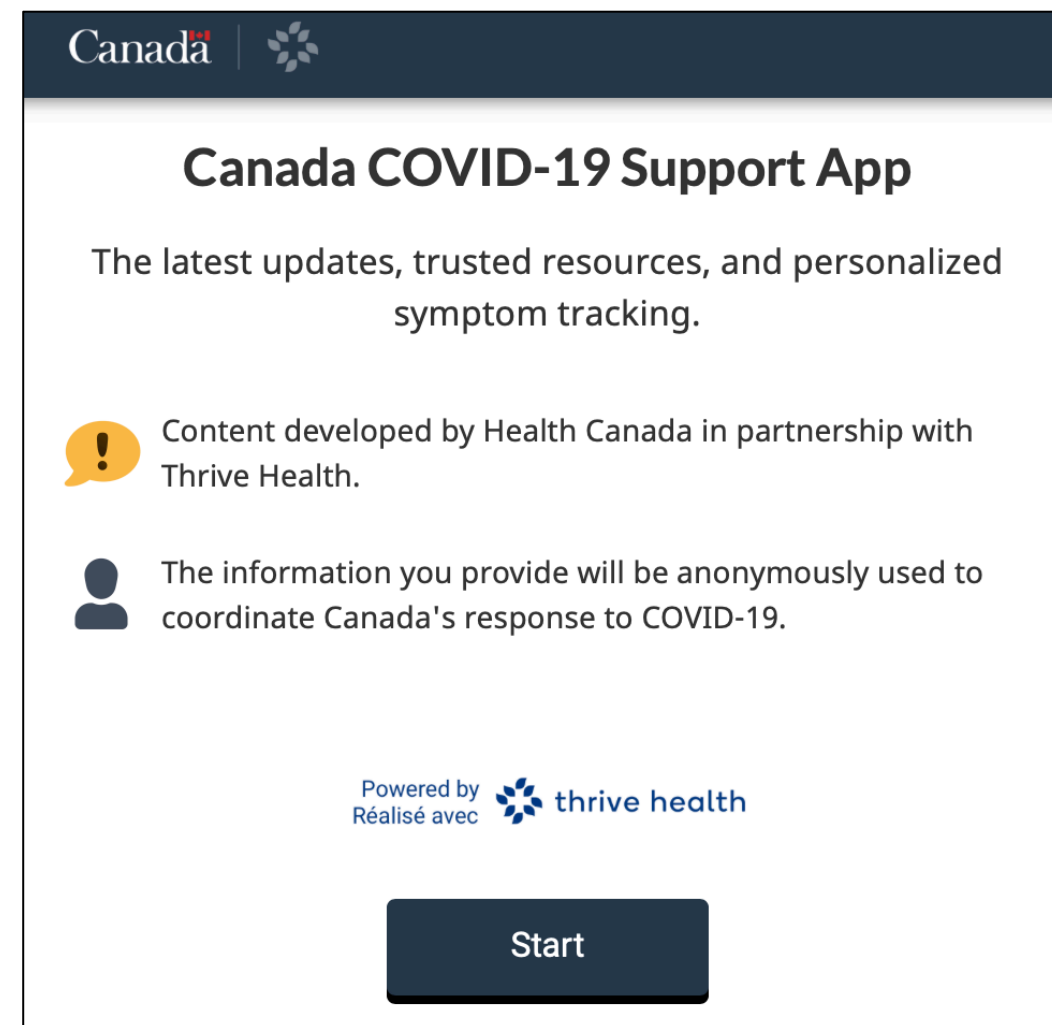 Canada
Canada COVID-19 Support App
The latest updates, trusted resources, and personalized
symptom tracking.
Content developed by Health Canada in partnership with
Thrive Health.
The information you provide will be anonymously used to
coordinate Canada's response to COVID-19.
Powered by
Réalisé avec
thrive health
Start